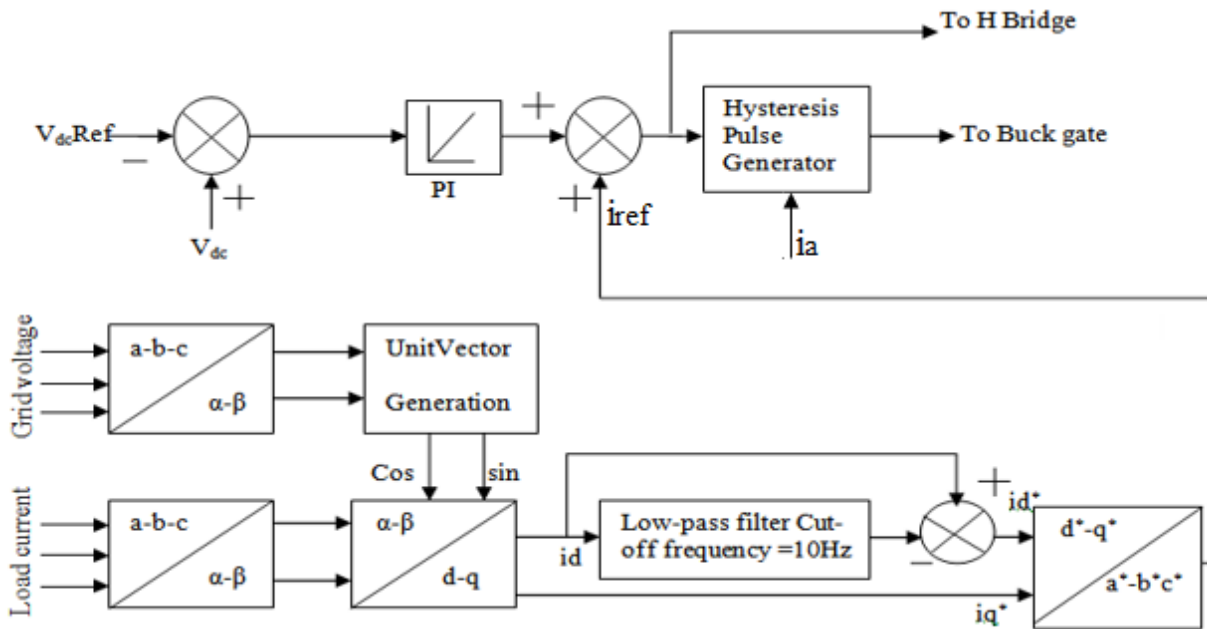 To H Bridge
Hysteresis
Pulse
Generator
To Buck gate
VdcRef
−
+
Vdc
PI
+
+
iref
ia
Grid voltage
a-b-c
α-β
UnitVector
Generation
Cos
sin
Load current
a-b-c
α-β
α-β
d-q
id
Low-pass filter Cut-
off frequency =10Hz
+
−
id*
iq*
d*-q*
a*-b*c*